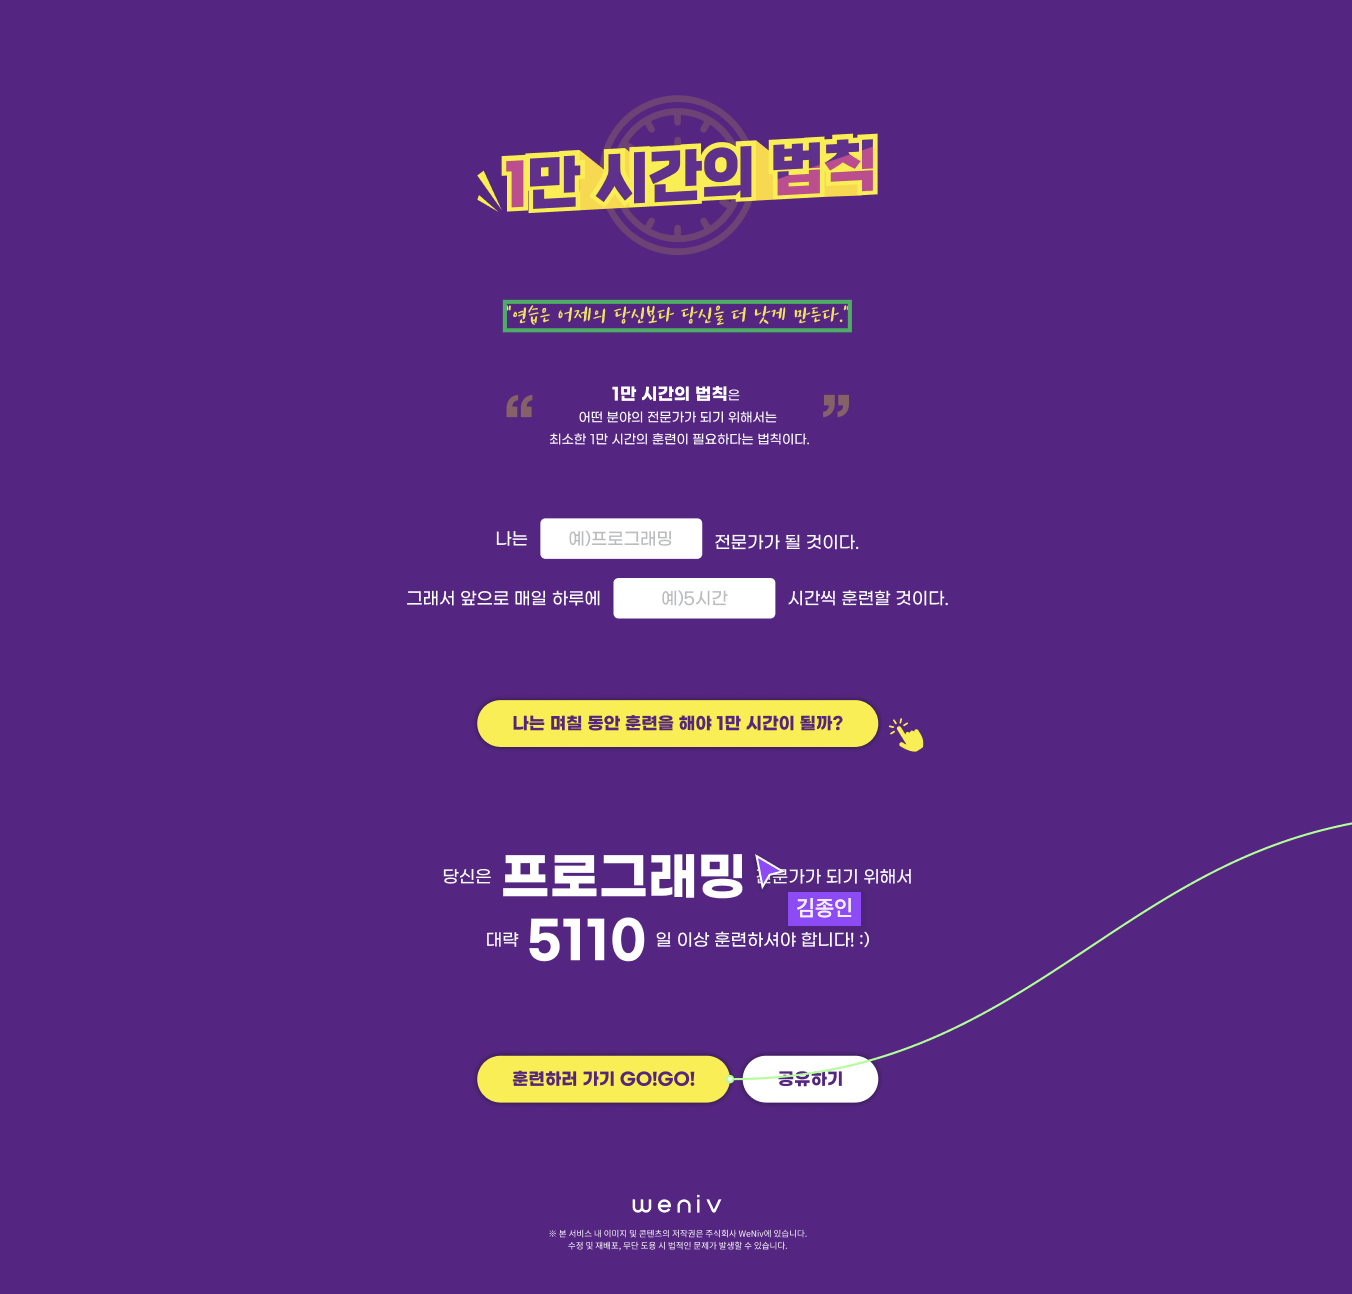 1만 시간의 법칙
"연습은 어제의 당신보다 당신을 더 낫게 만든다."
“ 1만 시간의 법칙은 ”
어떤 분야의 전문가가 되기 위해서는
최소한 1만 시간의 훈련이 필요하다는 법칙이다.
나는 예)프로그래밍 전문가가 될 것이다.
그래서 앞으로 매일 하루에 예)5시간 시간씩 훈련할 것이다.
나는 며칠 동안 훈련을 해야 1만 시간이 될까?
당신은 프로그래밍 전문가가 되기 위해서
김종인
대략 5110 일 이상 훈련하셔야 합니다! :)
훈련하러 가기 GO!GO! 공유하기
weniv
※ 본 서비스 내 이미지 및 콘텐츠의 저작권은 주식회사 WeNiv에 있습니다.
수정 및 재배포, 무단 도용 시 법적인 문제가 발생할 수 있습니다.